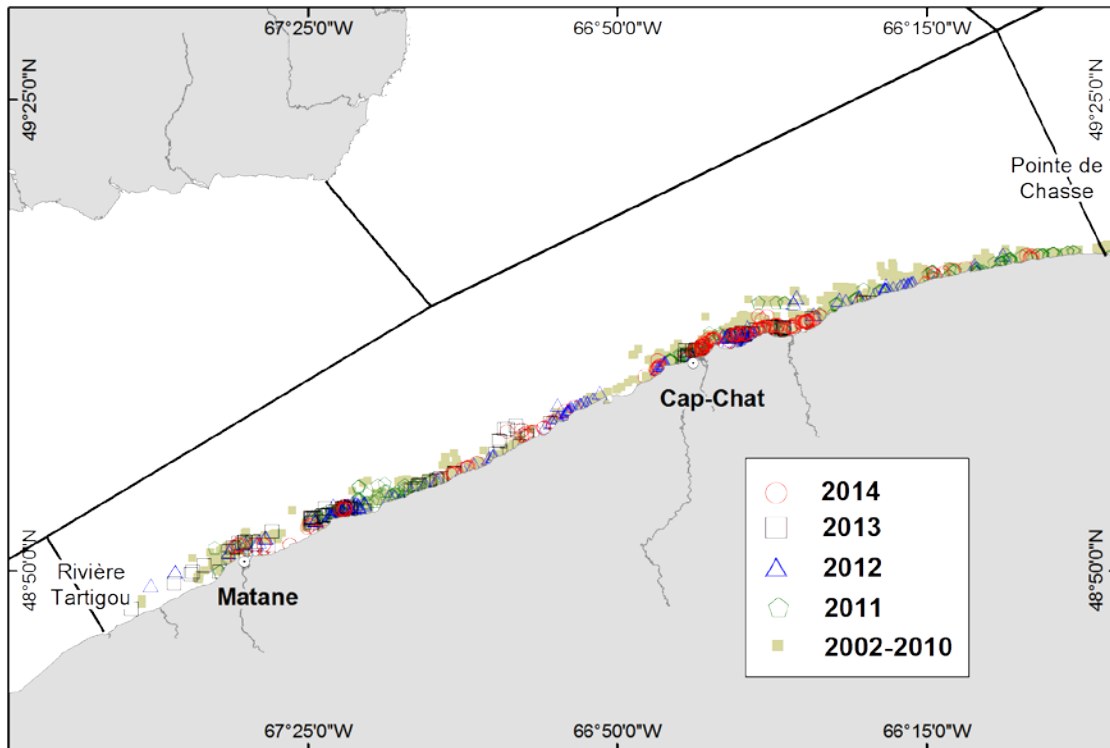 67°25'0"W
66°50'0"W
66°15'0"W
49°25'0"N
49°25'0"N
Pointe de
Chasse
Cap-Chat
2014
2013
2012
2011
2002-2010
48°50'0"N
Rivière
Tartigou
Matane
48°50'0"N
67°25'0"W
66°50'0"W
66°15'0"W